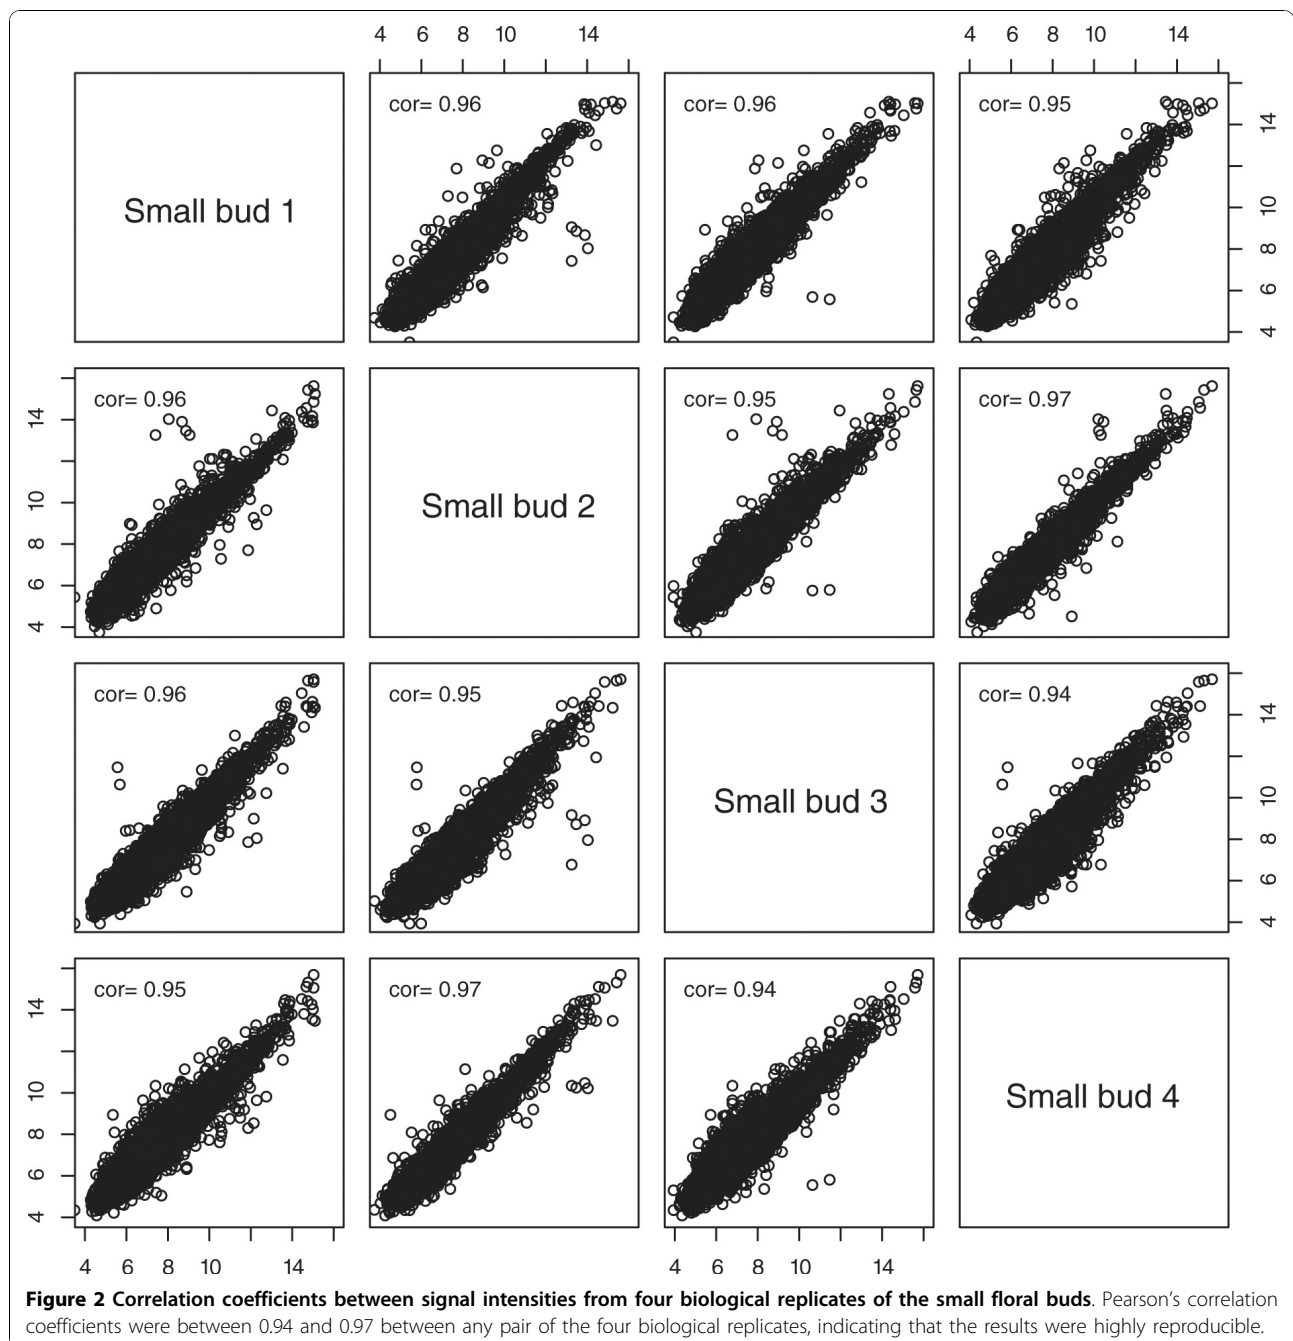 4 6 8 10 14 4 6 8 10 14
cor= 0.96 cor= 0.96 cor= 0.95
Small bud 1
4 6 8 10 14
cor= 0.96 cor= 0.95 cor= 0.97
Small bud 2
4 6 8 10 14
cor= 0.96 cor= 0.95 cor= 0.94
Small bud 3
4 6 8 10 14
cor= 0.95 cor= 0.97 cor= 0.94
Small bud 4
4 6 8 10 14
4 6 8 10 14 4 6 8 10 14
Figure 2 Correlation coefficients between signal intensities from four biological replicates of the small floral buds. Pearson's correlation
coefficients were between 0.94 and 0.97 between any pair of the four biological replicates, indicating that the results were highly reproducible.